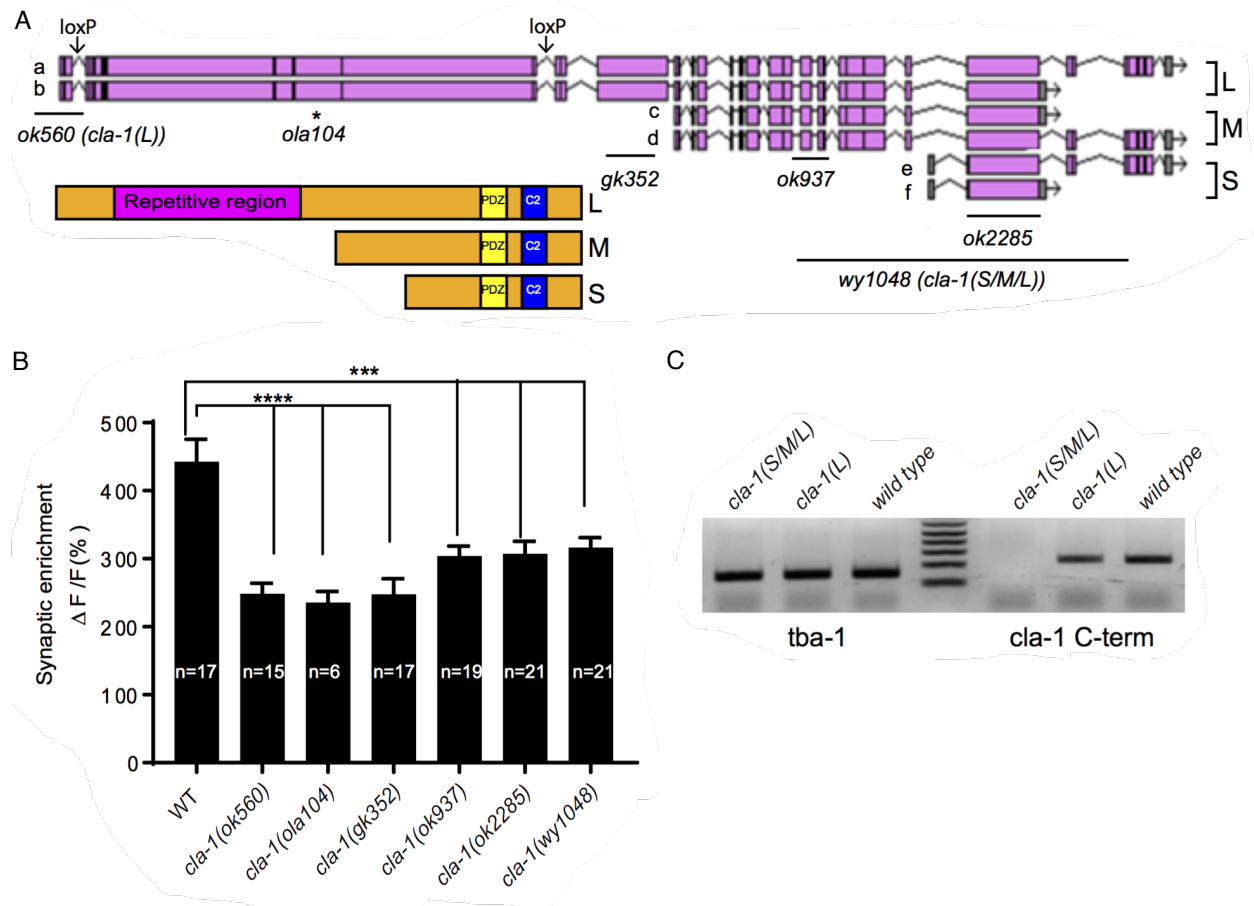 A
loxP
loxP
a
b
L
c
d
M
e
f
S
ok560 (cla-1(L))
*
ola104
gk352
ok937
ok2285
wy1048 (cla-1(S/M/L))
Repetitive region
PDZ
C2
L
PDZ
C2
M
PDZ
C2
S
B
Synaptic enrichment
Δ F /F(%)
500
400
300
200
100
0
***
****
n=17
n=15
n=6
n=17
n=19
n=21
n=21
WT
cla-1(ok560)
cla-1(ola104)
cla-1(gk352)
cla-1(ok937)
cla-1(ok2285)
cla-1(wy1048)
C
cla-1(S/M/L)
cla-1(L)
wild type
cla-1(S/M/L)
cla-1(L)
wild type
tba-1
cla-1 C-term